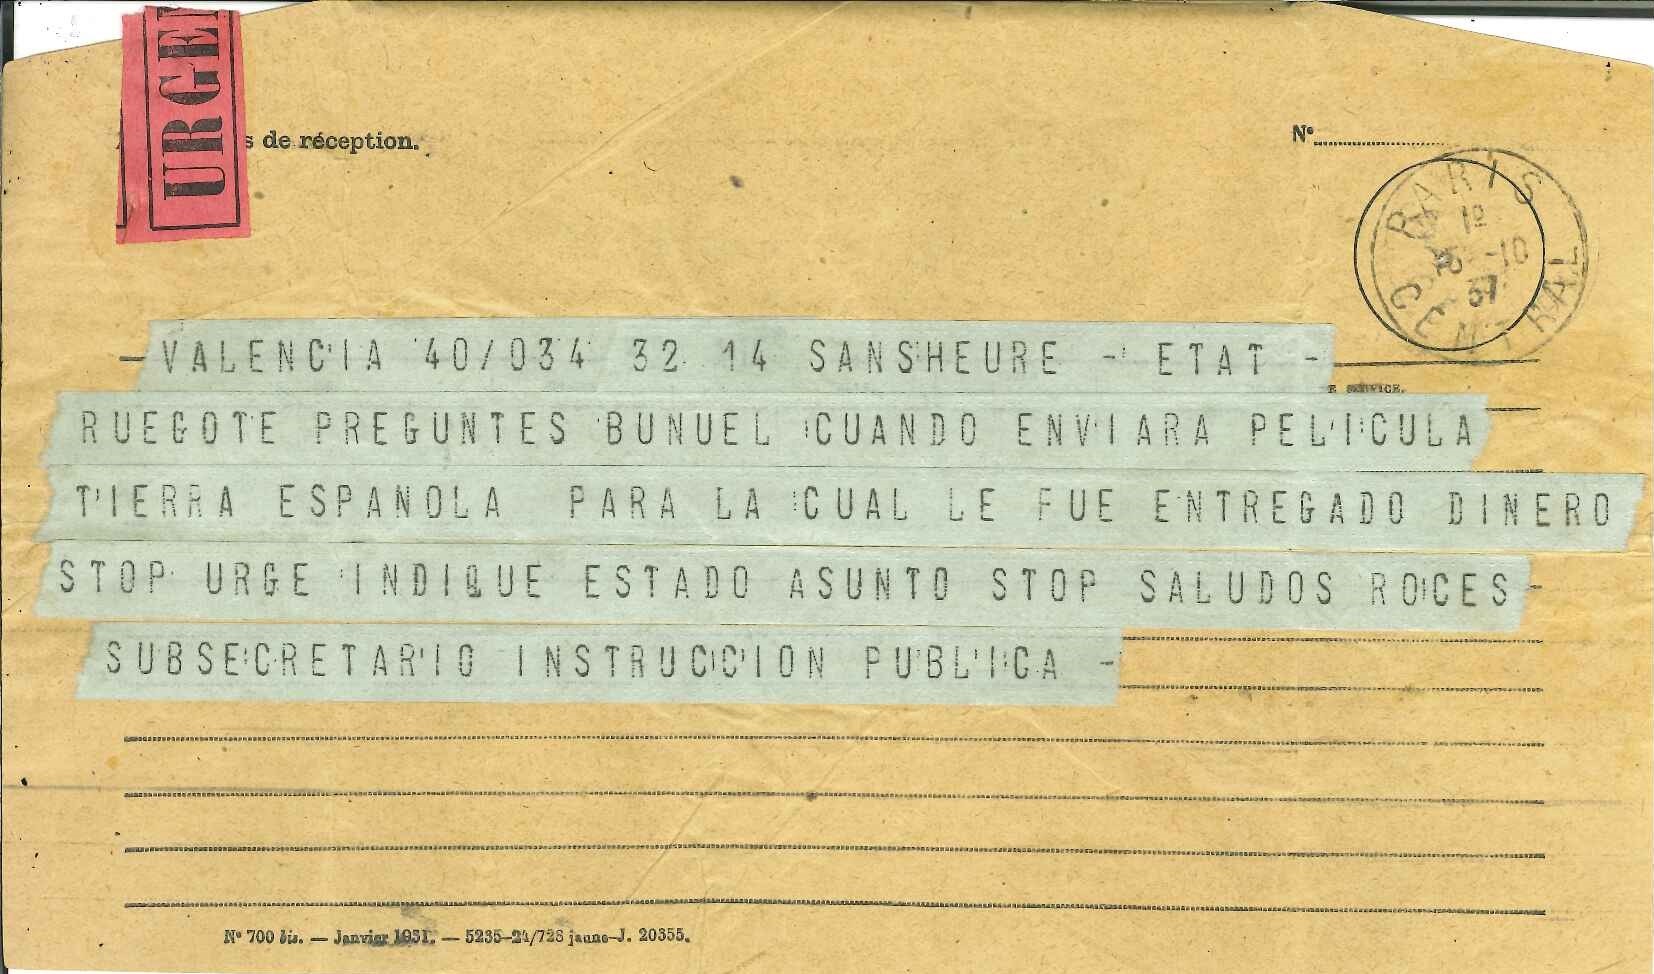 URGE
s de réception.
N°
PARIS CENTRAL
-10
37
VALENCIA 40/034 32 14 SANSHEURE - ETAT -
E SERVICE.
RUEGOTE PREGUNTES BUNUEL CUANDO ENVIARA PELICULA
TIERRA ESPANOLA PARA LA CUAL LE FUE ENTREGADO DINERO
STOP URGE INDIQUE ESTADO ASUNTO STOP SALUDOS ROCES -
SUBSECRETARIO INSTRUCCION PUBLICA -
N° 700 bis. — Janvier 1931. — 5235-24/728 jaune-J. 20355.